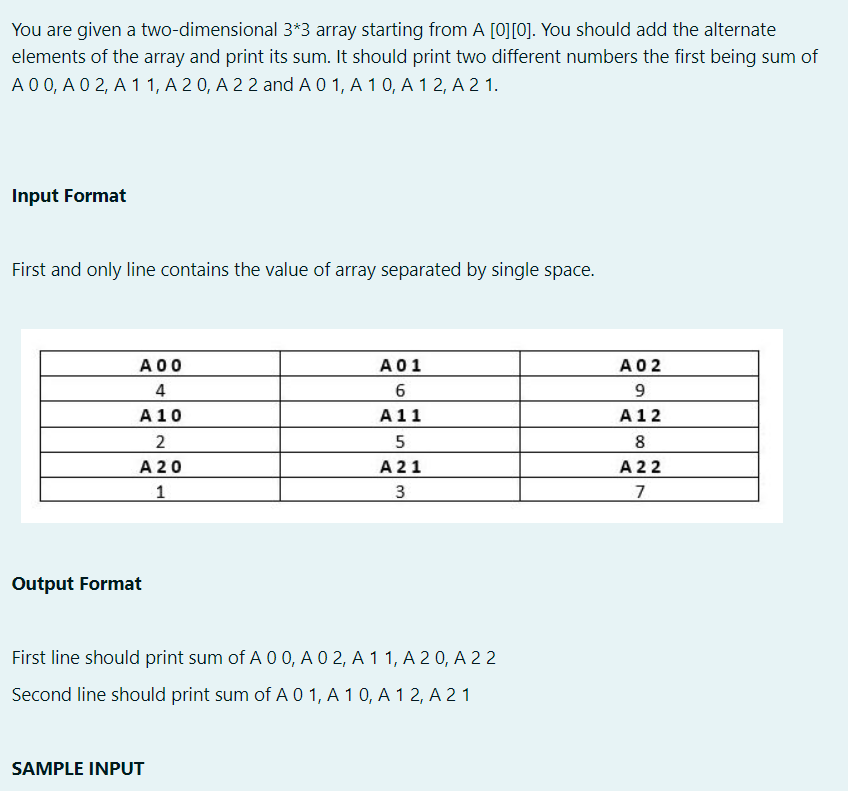 You are given a two-dimensional 3*3 array starting from A [0][0]. You should add the alternate
elements of the array and print its sum. It should print two different numbers the first being sum of
A 0 0, A 0 2, A 1 1, A 2 0, A 2 2 and A 0 1, A 1 0, A 1 2, A 2 1.
Input Format
First and only line contains the value of array separated by single space.
A 0 0 A 0 1 A 0 2
4 6 9
A 1 0 A 1 1 A 1 2
2 5 8
A 2 0 A 2 1 A 2 2
1 3 7
Output Format
First line should print sum of A 0 0, A 0 2, A 1 1, A 2 0, A 2 2
Second line should print sum of A 0 1, A 1 0, A 1 2, A 2 1
SAMPLE INPUT